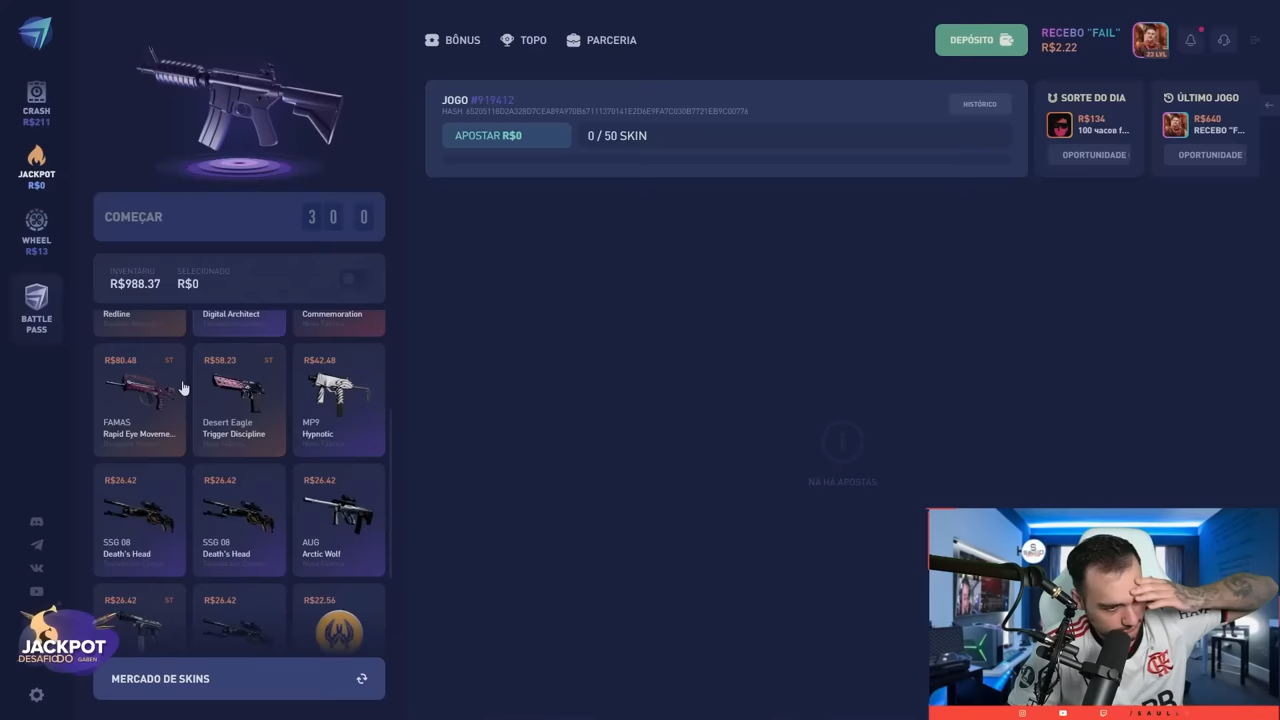 BÔNUS
TOPO
PARCERIA
DEPÓSITO
RECEBO "FAIL"
R$2.22
23 LVL
CRASH
R$211
JACKPOT
R$0
WHEEL
R$13
BATTLE
PASS
JOGO #919412
HISTÓRICO
APOSTAR R$0
0 / 50 SKIN
SORTE DO DIA
R$134
100 часов f...
OPORTUNIDADE
ÚLTIMO JOGO
R$640
RECEBO "F...
OPORTUNIDADE
COMEÇAR
3 0 0
INVENTÁRIO
R$988.37
SELECIONADO
R$0
Redline
Digital Architect
Commemoration
R$80.48 ST
FAMAS
Rapid Eye Moveme...
R$58.23 ST
Desert Eagle
Trigger Discipline
R$42.48
MP9
Hypnotic
R$26.42
SSG 08
Death's Head
R$26.42
SSG 08
Death's Head
R$26.42
AUG
Arctic Wolf
R$26.42 ST
R$26.42
R$22.56
NÃ HÁ APOSTAS
JACKPOT
DESAFIO DO GABEN
MERCADO DE SKINS